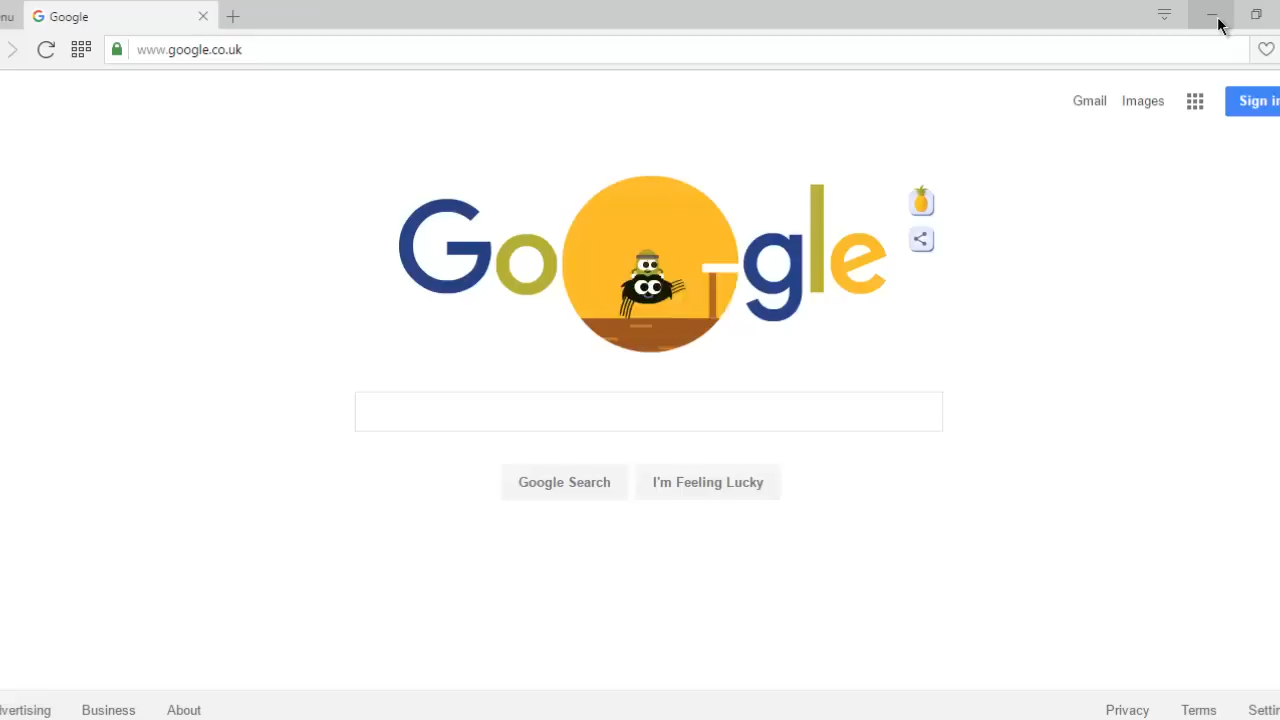 nu Google
www.google.co.uk
Gmail Images Sign in
Google
Google Search I'm Feeling Lucky
vertising Business About Privacy Terms Settin